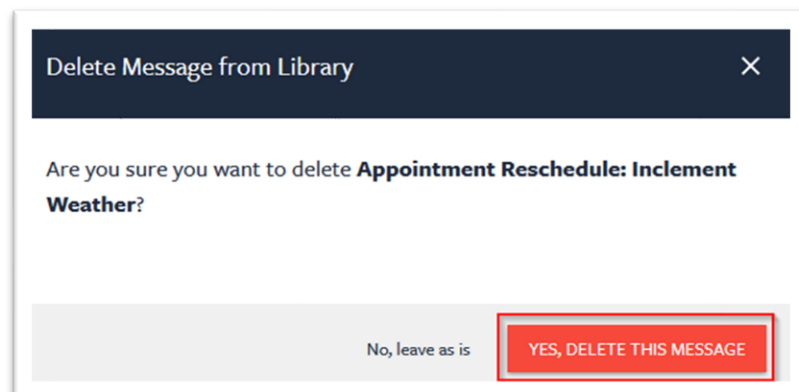 Delete Message from Library
Are you sure you want to delete Appointment Reschedule: Inclement
Weather?
No, leave as is
YES, DELETE THIS MESSAGE